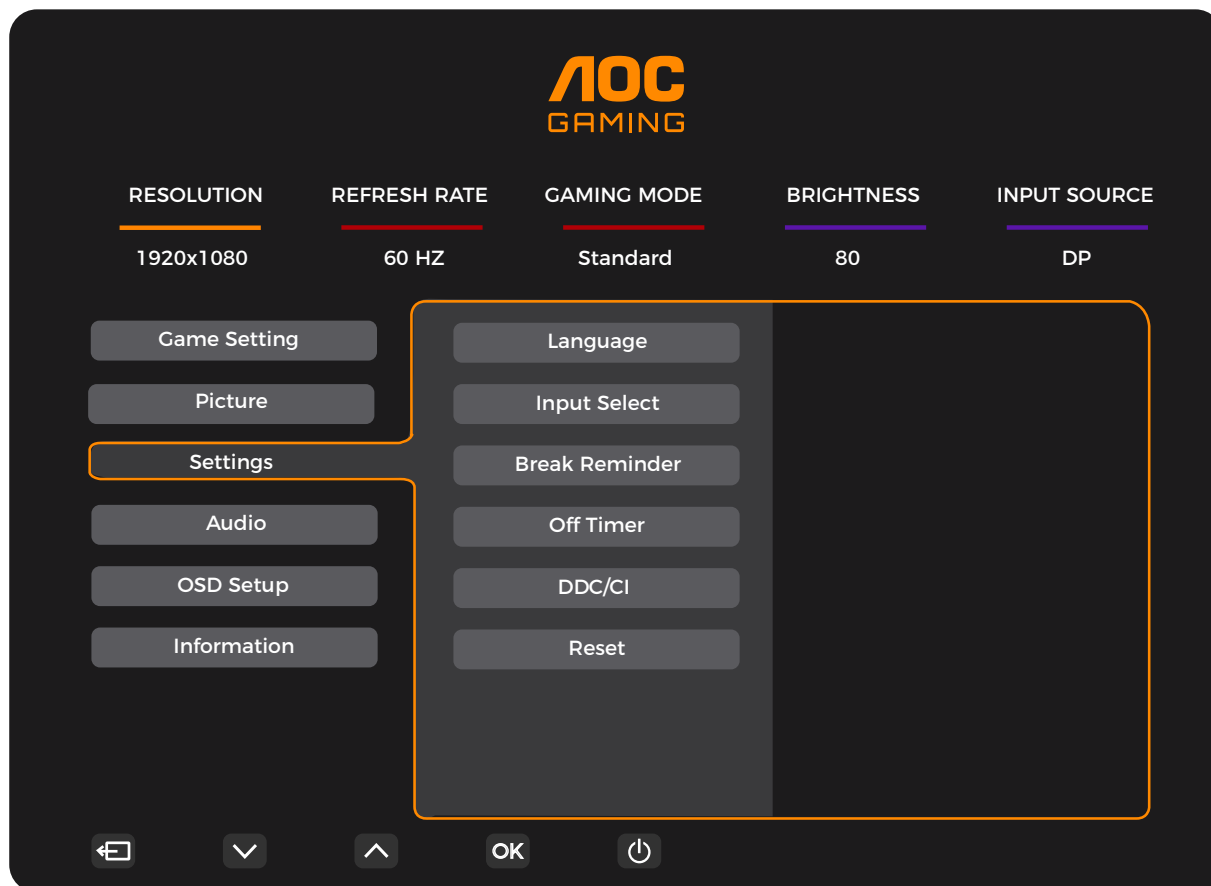 AOC
GAMING
RESOLUTION REFRESH RATE GAMING MODE BRIGHTNESS INPUT SOURCE
1920x1080 60 HZ Standard 80 DP
Game Setting
Picture
Settings
Audio
OSD Setup
Information
Language
Input Select
Break Reminder
Off Timer
DDC/CI
Reset
OK